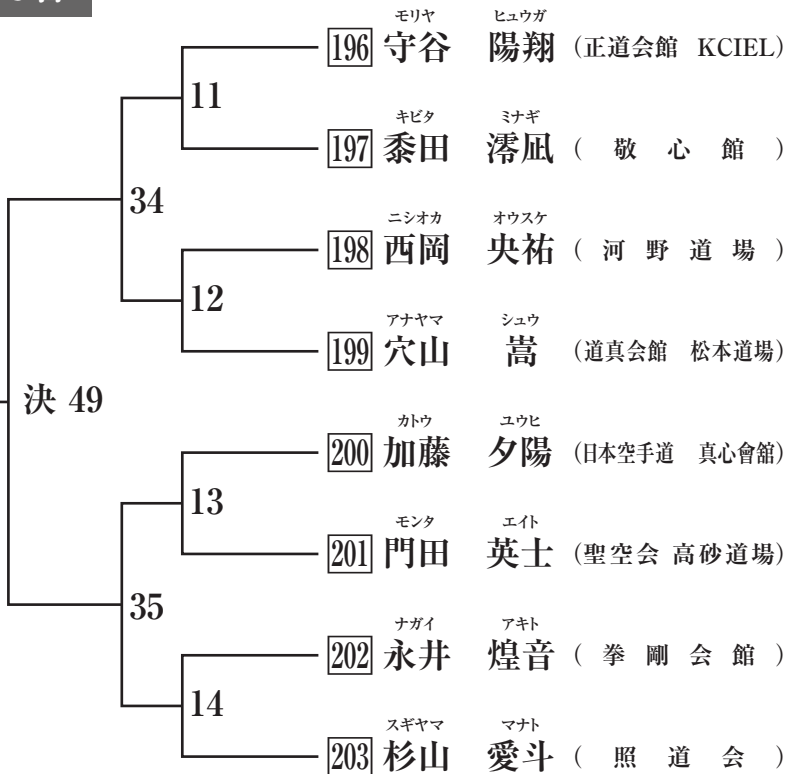 モリヤ ヒュウガ
196 守谷 陽翔 (正道会館 KCIEL)
11
キビタ ミナギ
197 黍田 澪凪 (敬心館)
34
ニシオカ オウスケ
198 西岡 央祐 (河野道場)
12
アナヤマ シュウ
199 穴山 嵩 (道真会館 松本道場)
決 49
カトウ ユウヒ
200 加藤 夕陽 (日本空手道 真心會舘)
13
モンタ エイト
201 門田 英士 (聖空会 高砂道場)
35
ナガイ アキト
202 永井 煌音 (拳剛会館)
14
スギヤマ マナト
203 杉山 愛斗 (照道会)